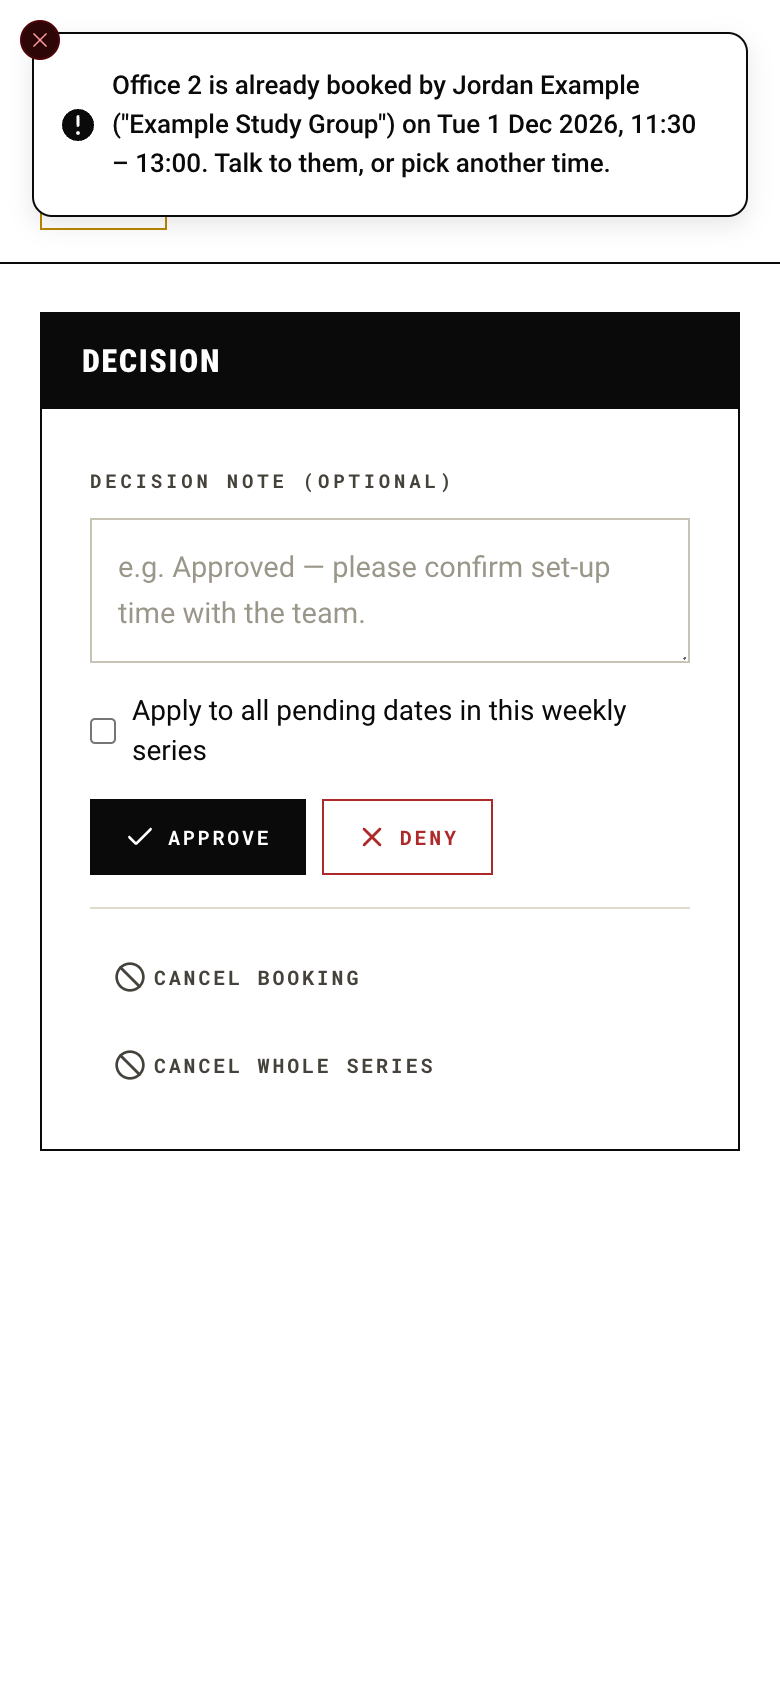 Office 2 is already booked by Jordan Example
("Example Study Group") on Tue 1 Dec 2026, 11:30
– 13:00. Talk to them, or pick another time.
DECISION
DECISION NOTE (OPTIONAL)
e.g. Approved — please confirm set-up
time with the team.
Apply to all pending dates in this weekly
series
APPROVE
DENY
CANCEL BOOKING
CANCEL WHOLE SERIES